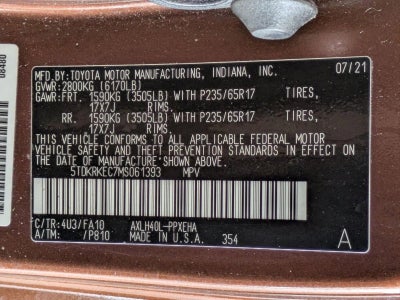 08480
MFD. BY:TOYOTA MOTOR MANUFACTURING, INDIANA, INC. 07/21
GVWR: 2800KG (6170LB)
GAWR:FRT. 1590KG (3505LB) WITH P235/65R17 TIRES,
17X7J RIMS.
RR. 1590KG (3505LB) WITH P235/65R17 TIRES,
17X7J RIMS.
THIS VEHICLE CONFORMS TO ALL APPLICABLE FEDERAL MOTOR
VEHICLE SAFETY AND THEFT PREVENTION STANDARDS IN EFFECT ON
THE DATE OF MANUFACTURE SHOWN ABOVE.
5TDKRKEC7MS061393 MPV
C/TR:4U3/FA10 AXLH40L-PPXEHA
A/TM: /P810 MADE IN U.S.A. 354 A